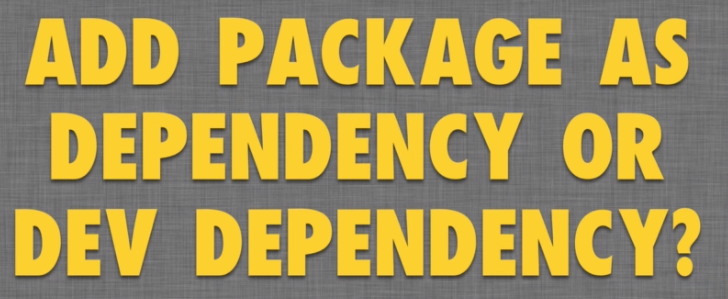 ADD PACKAGE AS
DEPENDENCY OR
DEV DEPENDENCY?